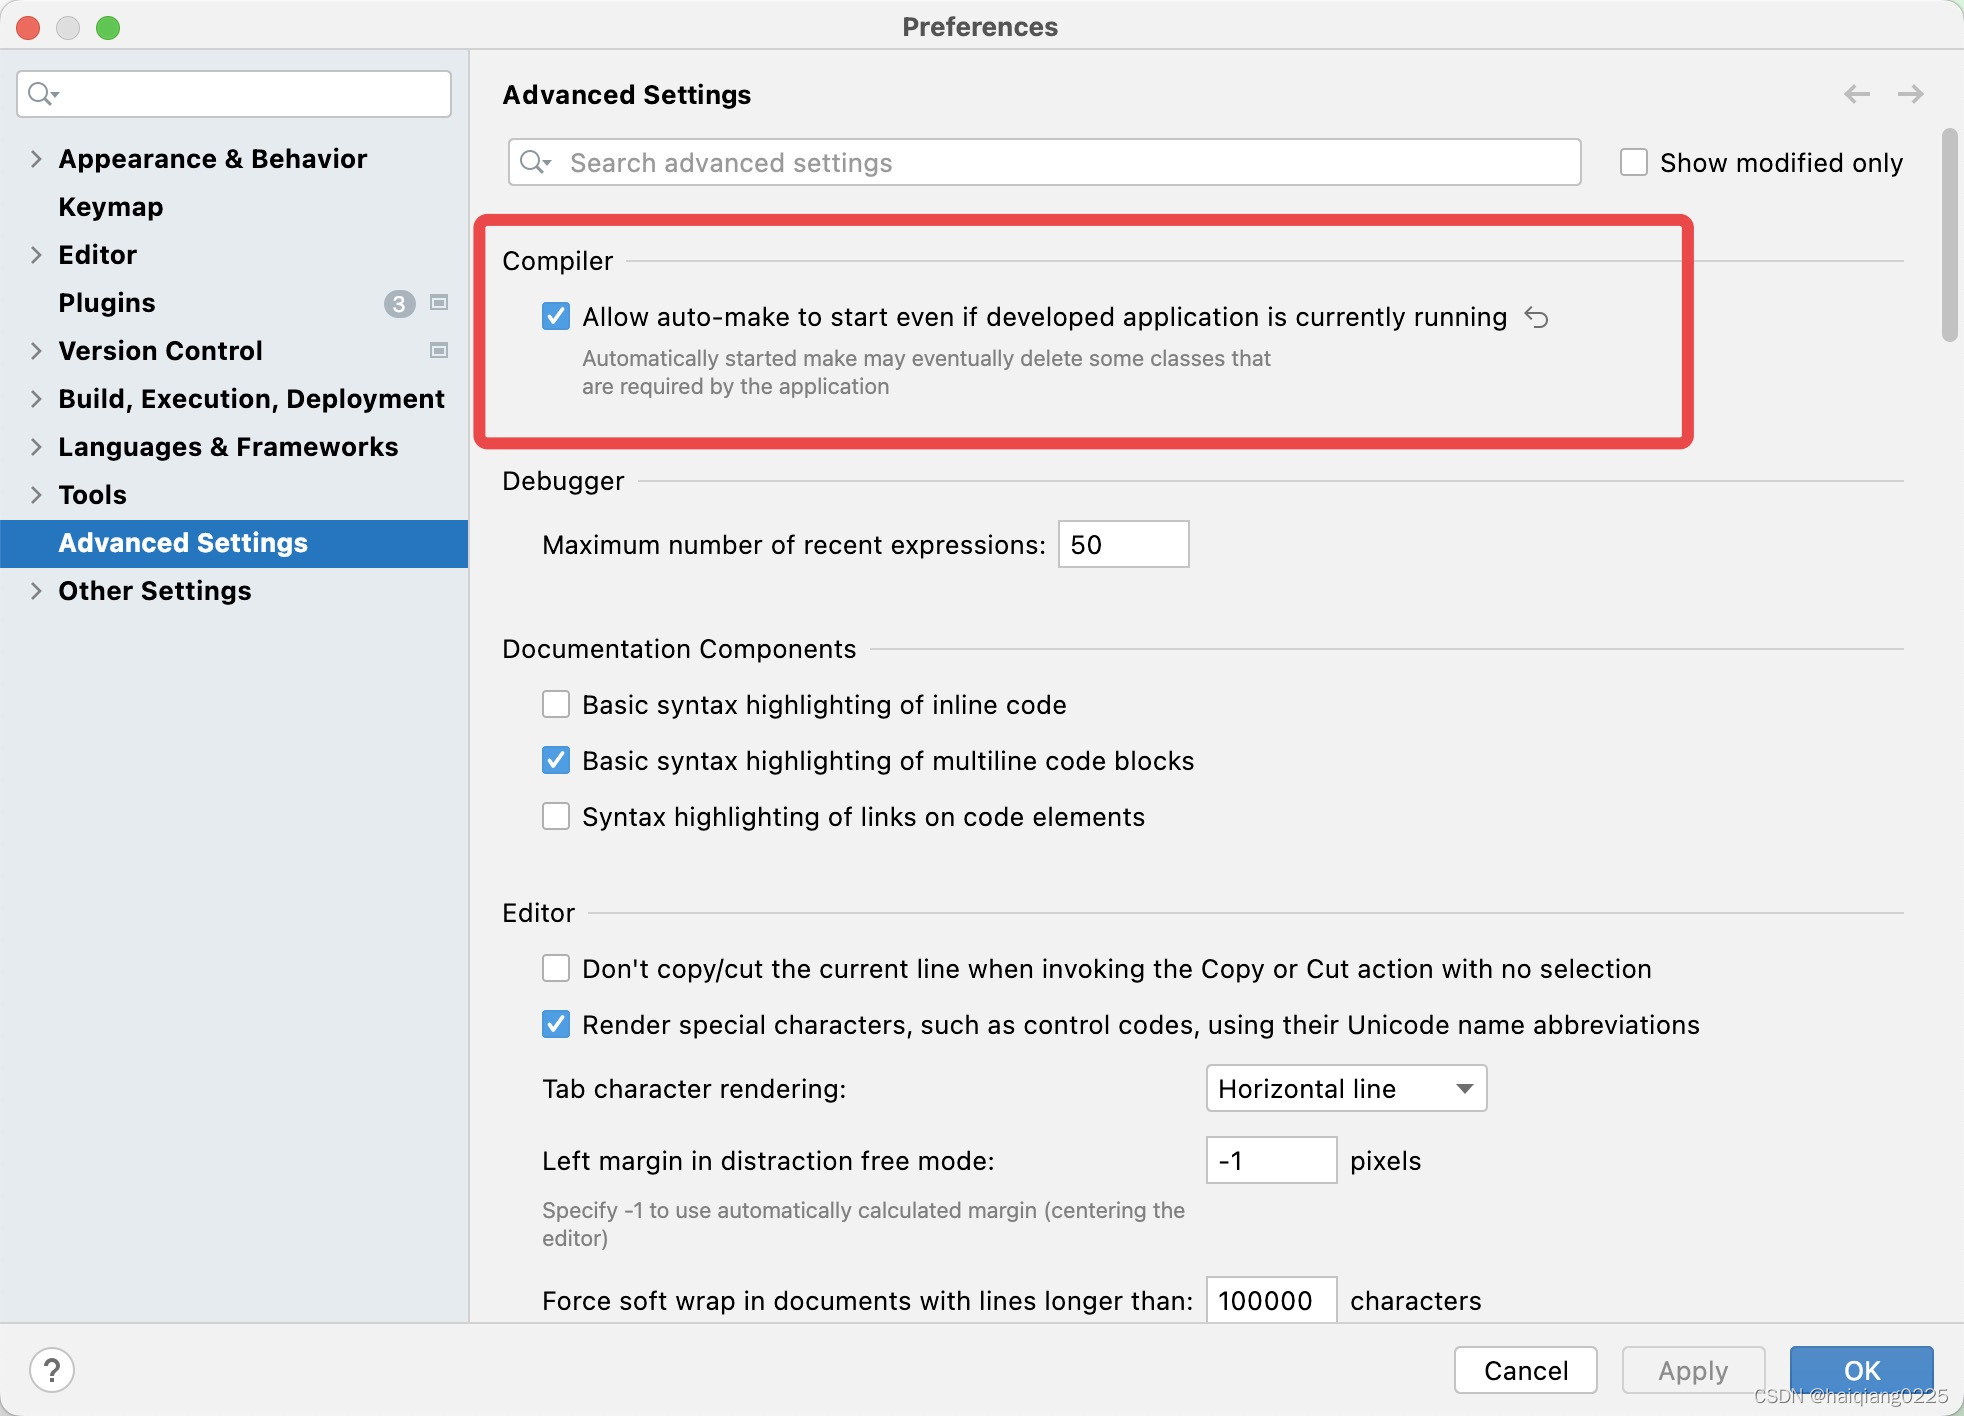 Preferences
Appearance & Behavior
Keymap
Editor
Plugins 3
Version Control
Build, Execution, Deployment
Languages & Frameworks
Tools
Advanced Settings
Other Settings
Advanced Settings
Search advanced settings
Show modified only
Compiler
Allow auto-make to start even if developed application is currently running
Automatically started make may eventually delete some classes that
are required by the application
Debugger
Maximum number of recent expressions: 50
Documentation Components
Basic syntax highlighting of inline code
Basic syntax highlighting of multiline code blocks
Syntax highlighting of links on code elements
Editor
Don't copy/cut the current line when invoking the Copy or Cut action with no selection
Render special characters, such as control codes, using their Unicode name abbreviations
Tab character rendering: Horizontal line
Left margin in distraction free mode: -1 pixels
Specify -1 to use automatically calculated margin (centering the
editor)
Force soft wrap in documents with lines longer than: 100000 characters
?
Cancel
Apply
OK
CSDN @haiqiang0225